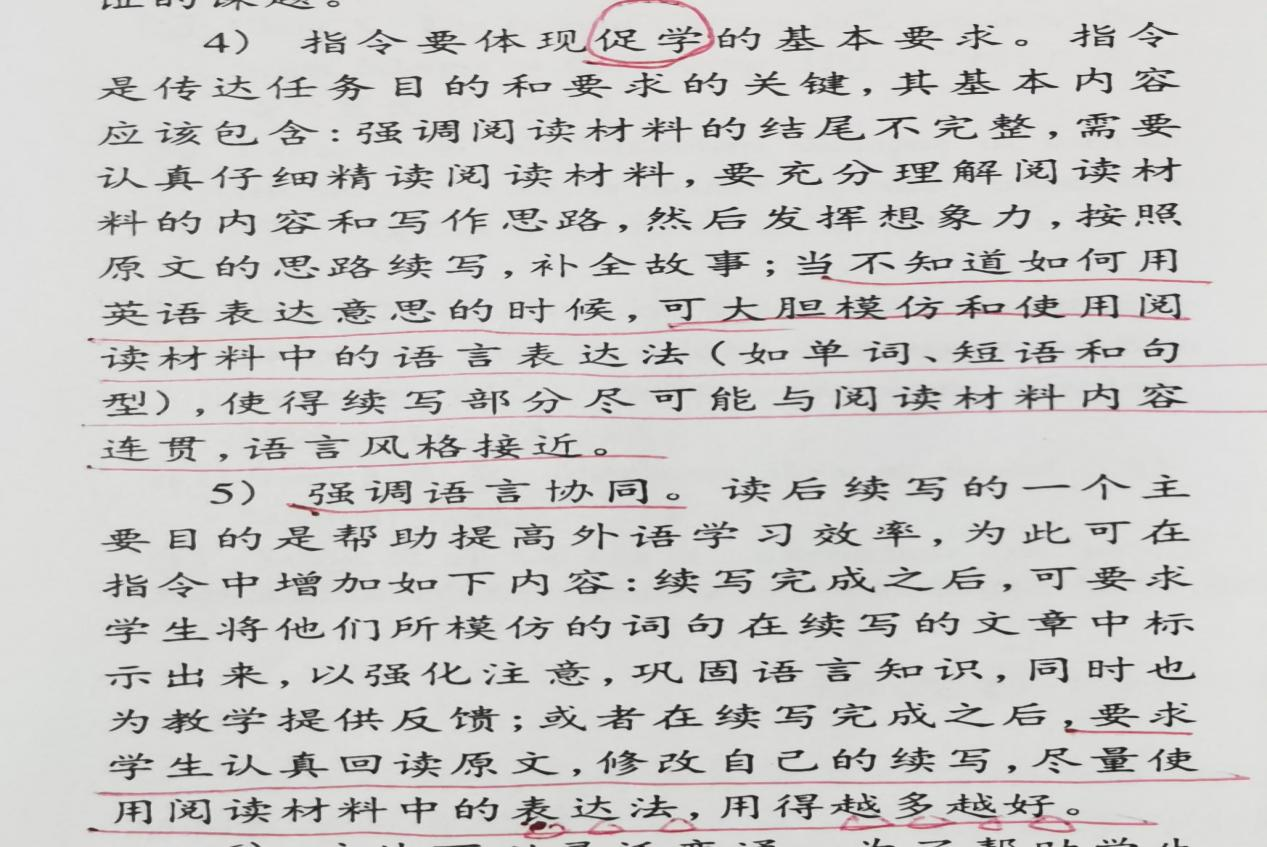 4） 指令要体现促学的基本要求。指令
是传达任务目的和要求的关键，其基本内容
应该包含：强调阅读材料的结尾不完整，需要
认真仔细精读阅读材料，要充分理解阅读材
料的内容和写作思路，然后发挥想象力，按照
原文的思路续写，补全故事；当不知道如何用
英语表达意思的时候，可大胆模仿和使用阅
读材料中的语言表达法（如单词、短语和句
型），使得续写部分尽可能与阅读材料内容
连贯，语言风格接近。
5） 强调语言协同。读后续写的一个主
要目的是帮助提高外语学习效率，为此可在
指令中增加如下内容：续写完成之后，可要求
学生将他们所模仿的词句在续写的文章中标
示出来，以强化注意，巩固语言知识，同时也
为教学提供反馈；或者在续写完成之后，要求
学生认真回读原文，修改自己的续写，尽量使
用阅读材料中的表达法，用得越多越好。